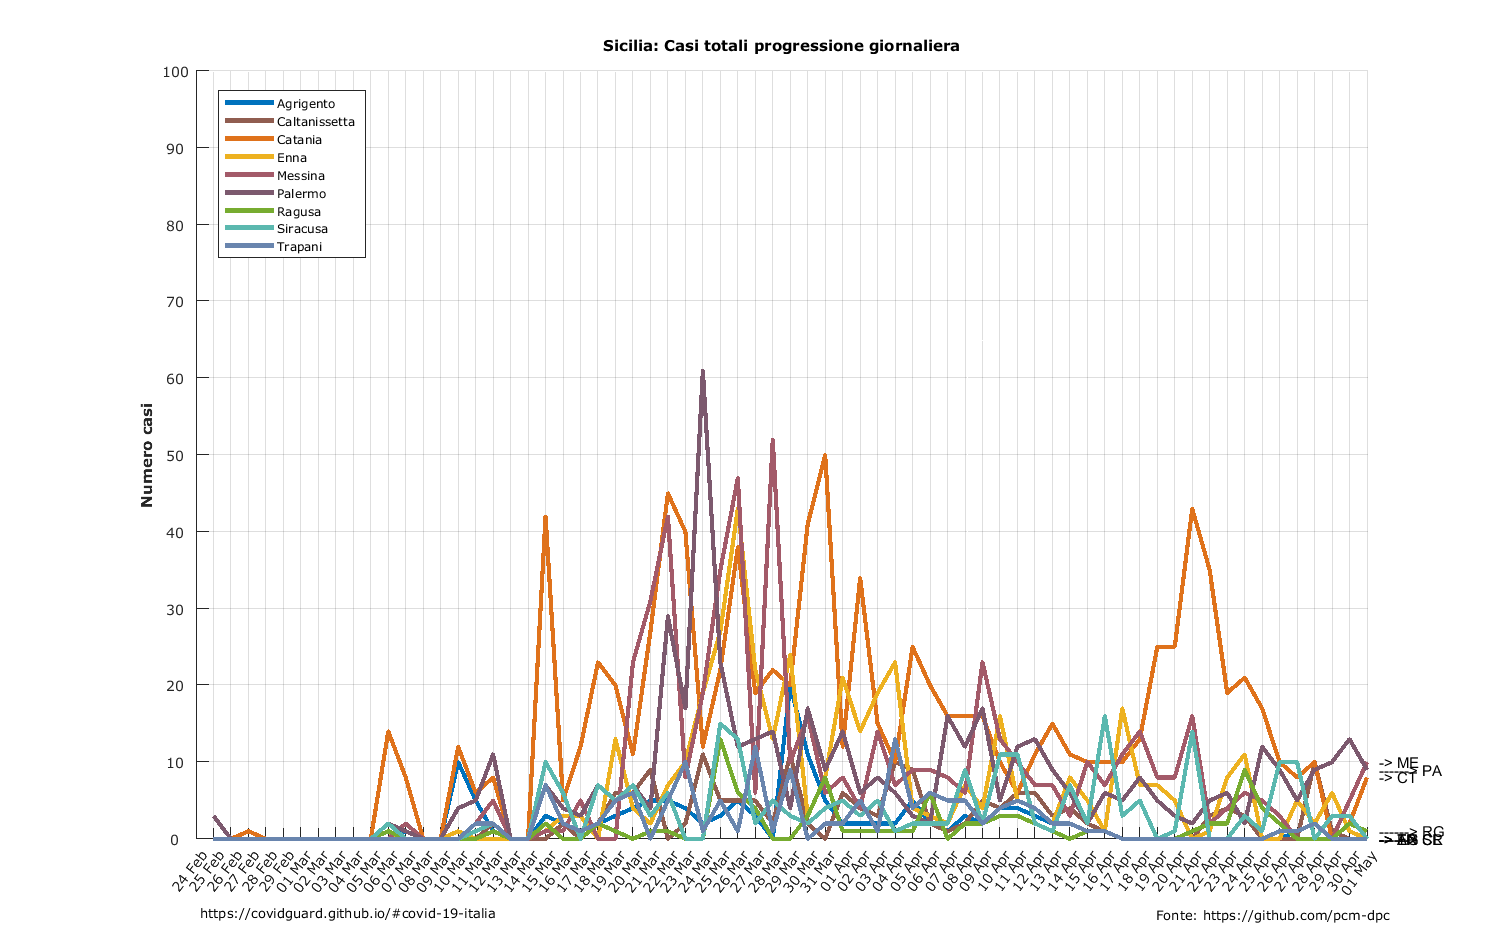 Sicilia: Casi totali progressione giornaliera
100
90
80
70
60
50
40
30
20
10
0
Numero casi
Agrigento
Caltanissetta
Catania
Enna
Messina
Palermo
Ragusa
Siracusa
Trapani
-> ME
PA
-> CT
RG
24 Feb
25 Feb
26 Feb
27 Feb
28 Feb
29 Feb
01 Mar
02 Mar
03 Mar
04 Mar
05 Mar
06 Mar
07 Mar
08 Mar
09 Mar
10 Mar
11 Mar
12 Mar
13 Mar
14 Mar
15 Mar
16 Mar
17 Mar
18 Mar
19 Mar
20 Mar
21 Mar
22 Mar
23 Mar
24 Mar
25 Mar
26 Mar
27 Mar
28 Mar
29 Mar
30 Mar
31 Mar
01 Apr
02 Apr
03 Apr
04 Apr
05 Apr
06 Apr
07 Apr
08 Apr
09 Apr
10 Apr
11 Apr
12 Apr
13 Apr
14 Apr
15 Apr
16 Apr
17 Apr
18 Apr
19 Apr
20 Apr
21 Apr
22 Apr
23 Apr
24 Apr
25 Apr
26 Apr
27 Apr
28 Apr
29 Apr
30 Apr
01 May
https://covidguard.github.io/#covid-19-italia
Fonte: https://github.com/pcm-dpc